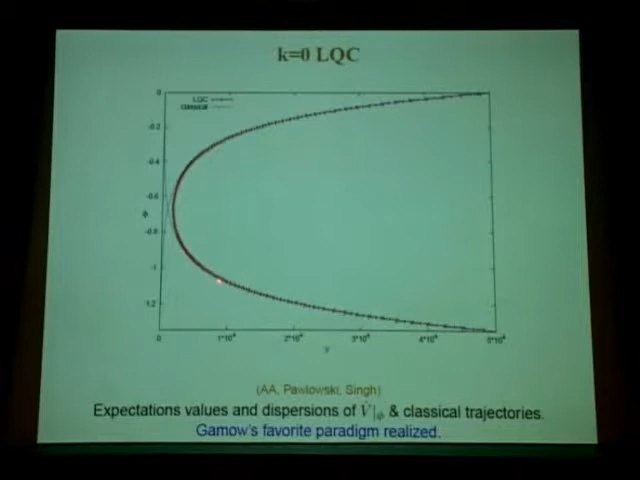 k=0 LQC
LQC
classical
0
-0.2
-0.4
-0.6
-0.8
-1
-1.2
ϕ
0
1*10⁴
2*10⁴
3*10⁴
4*10⁴
5*10⁴
v
(AA, Pawlowski, Singh)
Expectations values and dispersions of V̂|ϕ & classical trajectories.
Gamow's favorite paradigm realized.